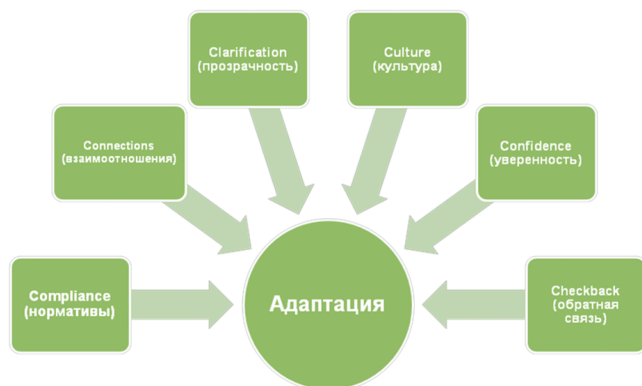 Clarification
(прозрачность)
Culture
(культура)
Connections
(взаимоотношения)
Confidence
(уверенность)
Compliance
(нормативы)
Адаптация
Checkback
(обратная
связь)